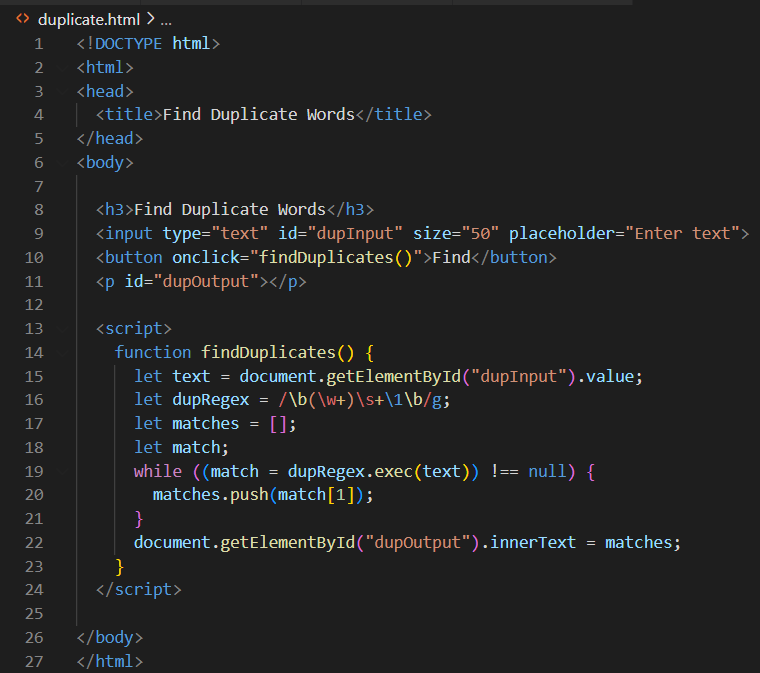 duplicate.html > ...
1 <!DOCTYPE html>
2 <html>
3 <head>
4   <title>Find Duplicate Words</title>
5 </head>
6 <body>
7
8   <h3>Find Duplicate Words</h3>
9   <input type="text" id="dupInput" size="50" placeholder="Enter text">
10   <button onclick="findDuplicates()">Find</button>
11   <p id="dupOutput"></p>
12
13   <script>
14     function findDuplicates() {
15       let text = document.getElementById("dupInput").value;
16       let dupRegex = /\b(\w+)\s+\1\b/g;
17       let matches = [];
18       let match;
19       while ((match = dupRegex.exec(text)) !== null) {
20         matches.push(match[1]);
21       }
22       document.getElementById("dupOutput").innerText = matches;
23     }
24   </script>
25
26 </body>
27 </html>